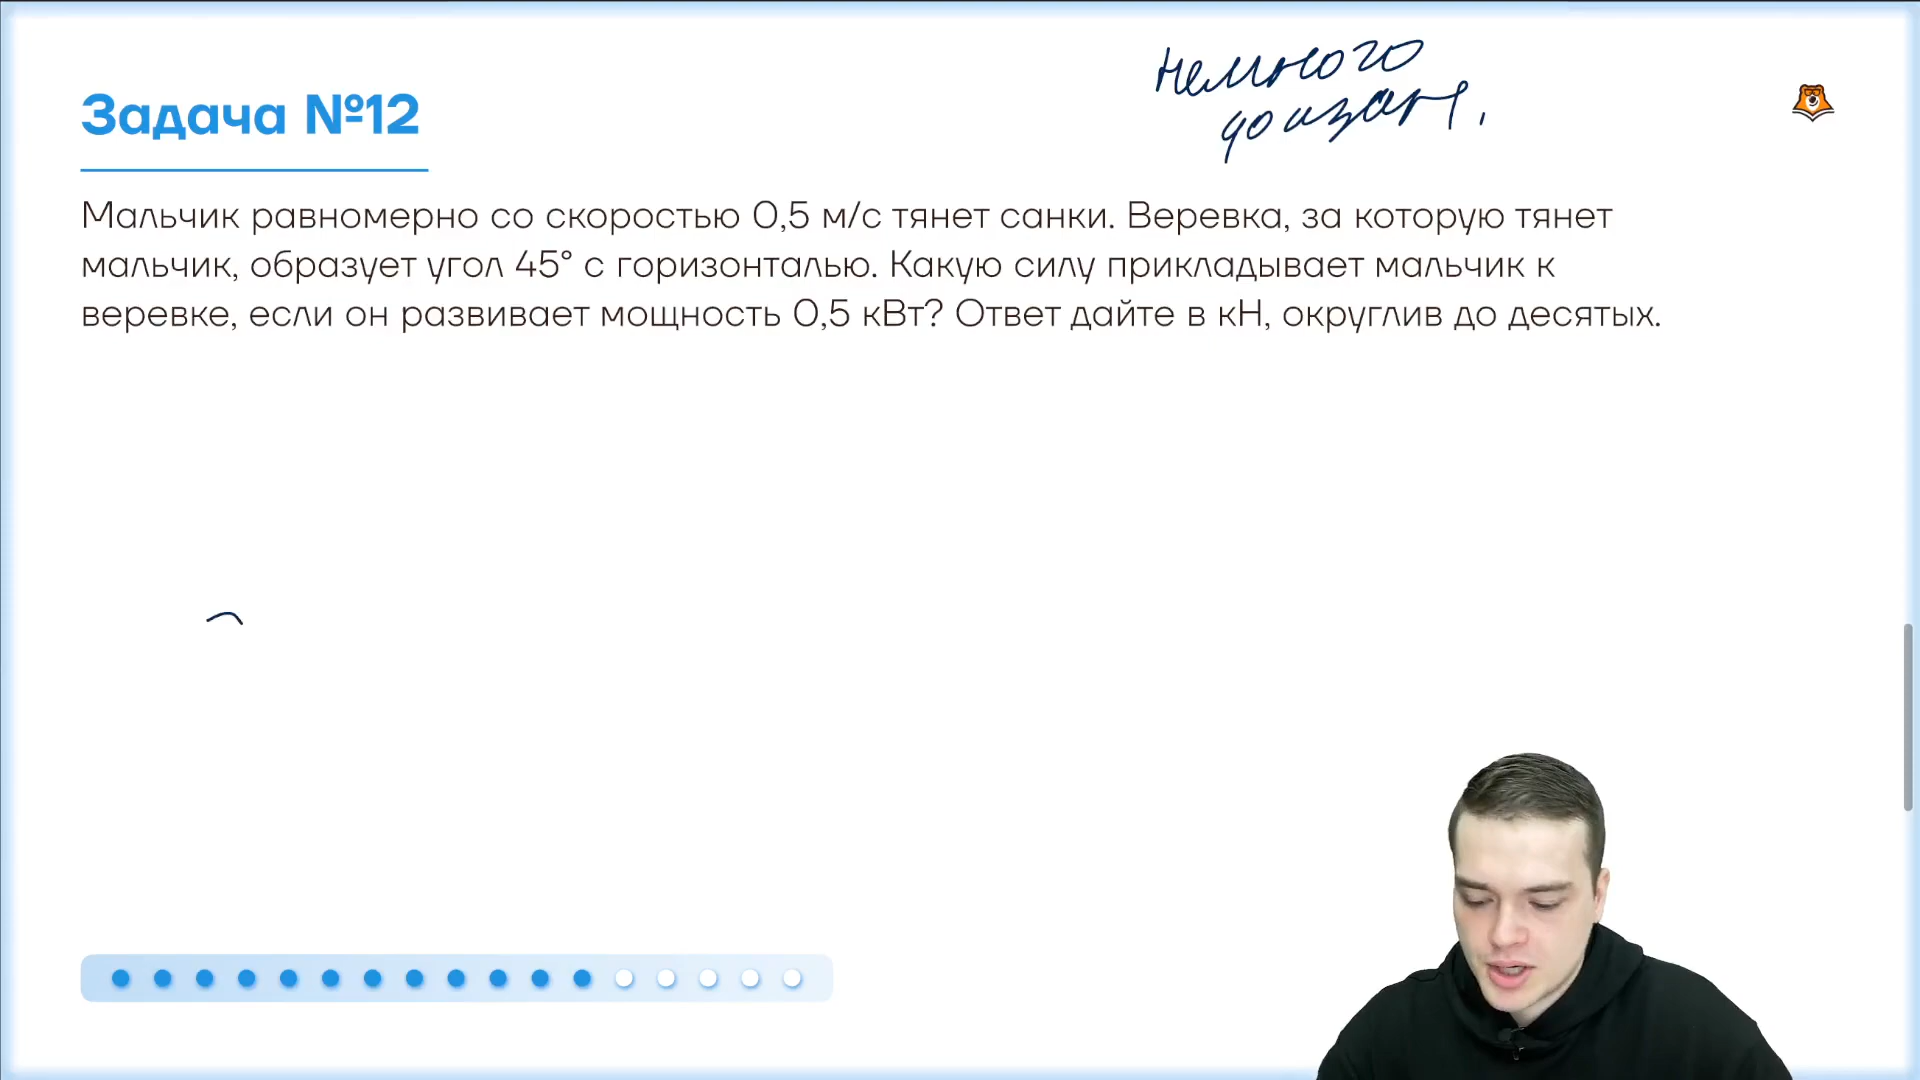 немного
Задача №12
Мальчик равномерно со скоростью 0,5 м/с тянет санки. Веревка, за которую тянет
мальчик, образует угол 45° с горизонталью. Какую силу прикладывает мальчик к
веревке, если он развивает мощность 0,5 кВт? Ответ дайте в кН, округлив до десятых.